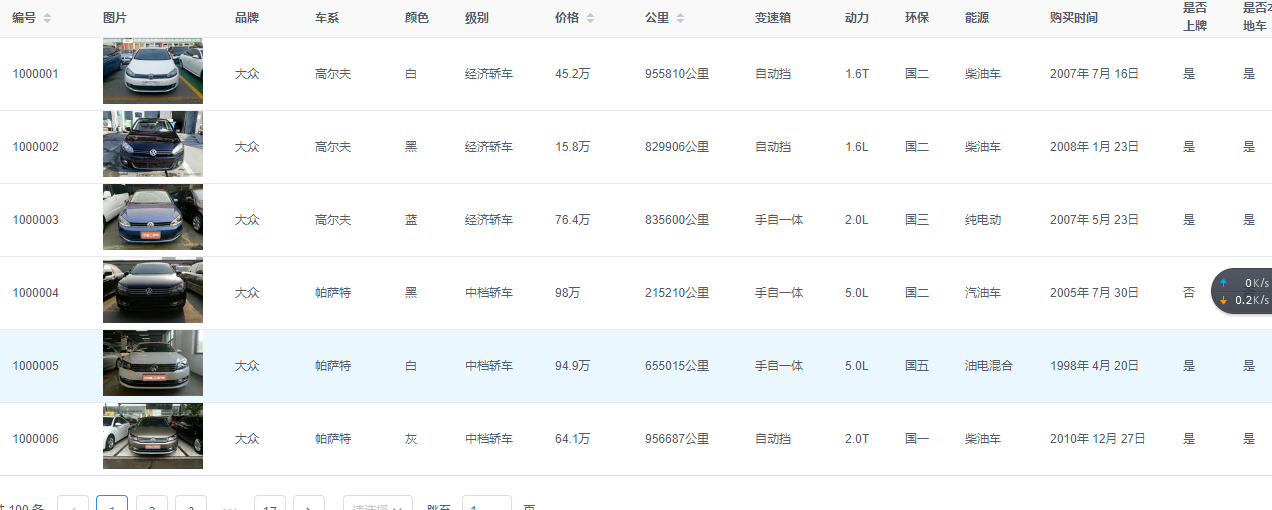 编号 图片 品牌 车系 颜色 级别 价格 公里 变速箱 动力 环保 能源 购买时间 是否上牌 是否本地车
1000001 大众 高尔夫 白 经济轿车 45.2万 955810公里 自动挡 1.6T 国二 柴油车 2007年 7月 16日 是 是
1000002 大众 高尔夫 黑 经济轿车 15.8万 829906公里 自动挡 1.6L 国二 柴油车 2008年 1月 23日 是 是
1000003 大众 高尔夫 蓝 经济轿车 76.4万 835600公里 手自一体 2.0L 国三 纯电动 2007年 5月 23日 是 是
1000004 大众 帕萨特 黑 中档轿车 98万 215210公里 手自一体 5.0L 国二 汽油车 2005年 7月 30日 否
0K/s
0.2K/s
1000005 大众 帕萨特 白 中档轿车 94.9万 655015公里 手自一体 5.0L 国五 油电混合 1998年 4月 20日 是 是
1000006 大众 帕萨特 灰 中档轿车 64.1万 956687公里 自动挡 2.0T 国一 柴油车 2010年 12月 27日 是 是
共 100 条 1 2 3 ••• 17 请选择 跳至 1 页